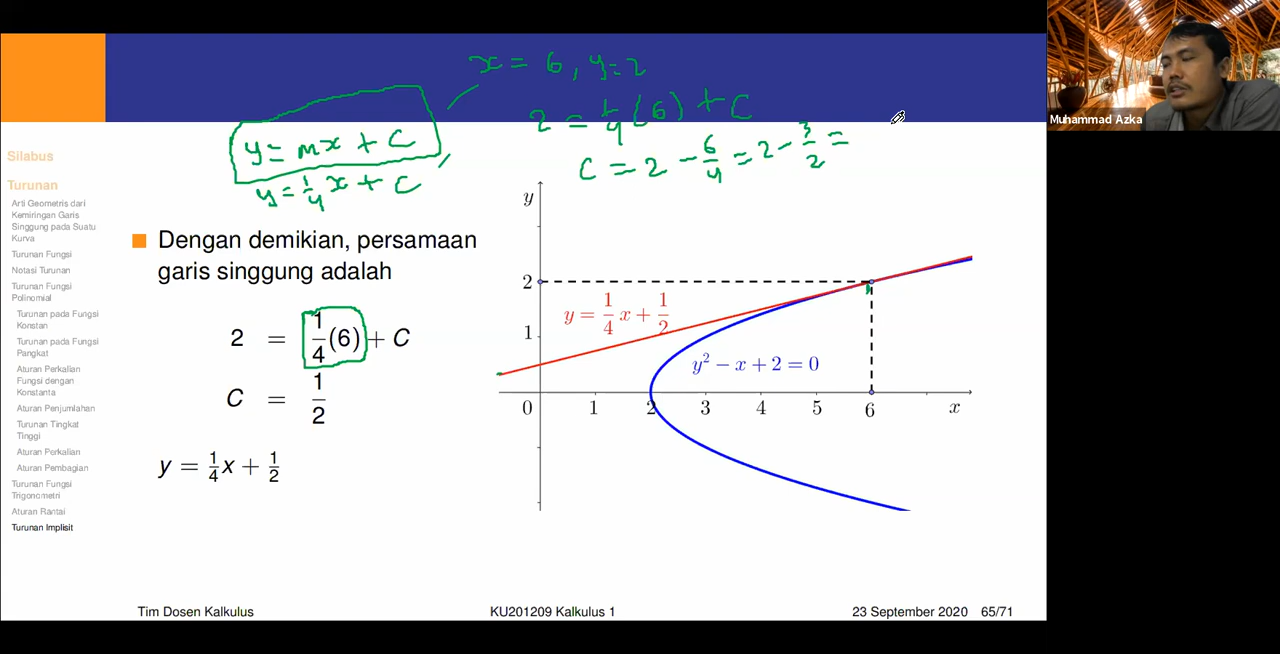 x = 6, y = 2
2 = 1/4 (6) + C
C = 2 - 6/4 = 2 - 3/2 =
y = mx + C
y = 1/4 x + C
Muhammad Azka
Silabus
Turunan
Arti Geometris dari
Kemiringan Garis
Singgung pada Suatu
Kurva
Turunan Fungsi
Notasi Turunan
Turunan Fungsi
Polinomial
Turunan pada Fungsi
Konstan
Turunan pada Fungsi
Pangkat
Aturan Perkalian
Fungsi dengan
Konstanta
Aturan Penjumlahan
Turunan Tingkat
Tinggi
Aturan Perkalian
Aturan Pembagian
Turunan Fungsi
Trigonometri
Aturan Rantai
Turunan Implisit
Dengan demikian, persamaan
garis singgung adalah
2 = 1/4 (6) + C
C = 1/2
y = 1/4 x + 1/2
y
2
y = 1/4 x + 1/2
1
y² − x + 2 = 0
0 1 2 3 4 5 6 x
Tim Dosen Kalkulus KU201209 Kalkulus 1 23 September 2020 65/71